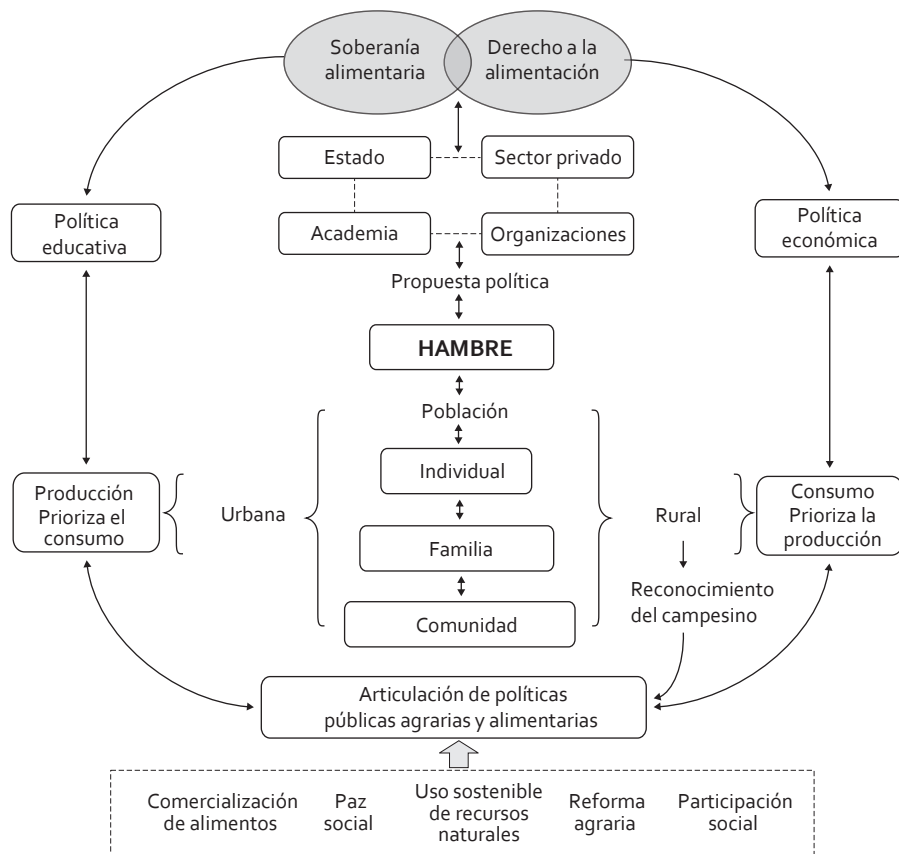 Soberanía
alimentaria
Derecho a la
alimentación
Estado
Sector privado
Academia
Organizaciones
Política
educativa
Política
económica
Propuesta política
HAMBRE
Población
Individual
Familia
Comunidad
Producción
Prioriza el
consumo
Urbana
Rural
Consumo
Prioriza la
producción
Reconocimiento
del campesino
Articulación de políticas
públicas agrarias y alimentarias
Comercialización
de alimentos
Paz
social
Uso sostenible
de recursos
naturales
Reforma
agraria
Participación
social